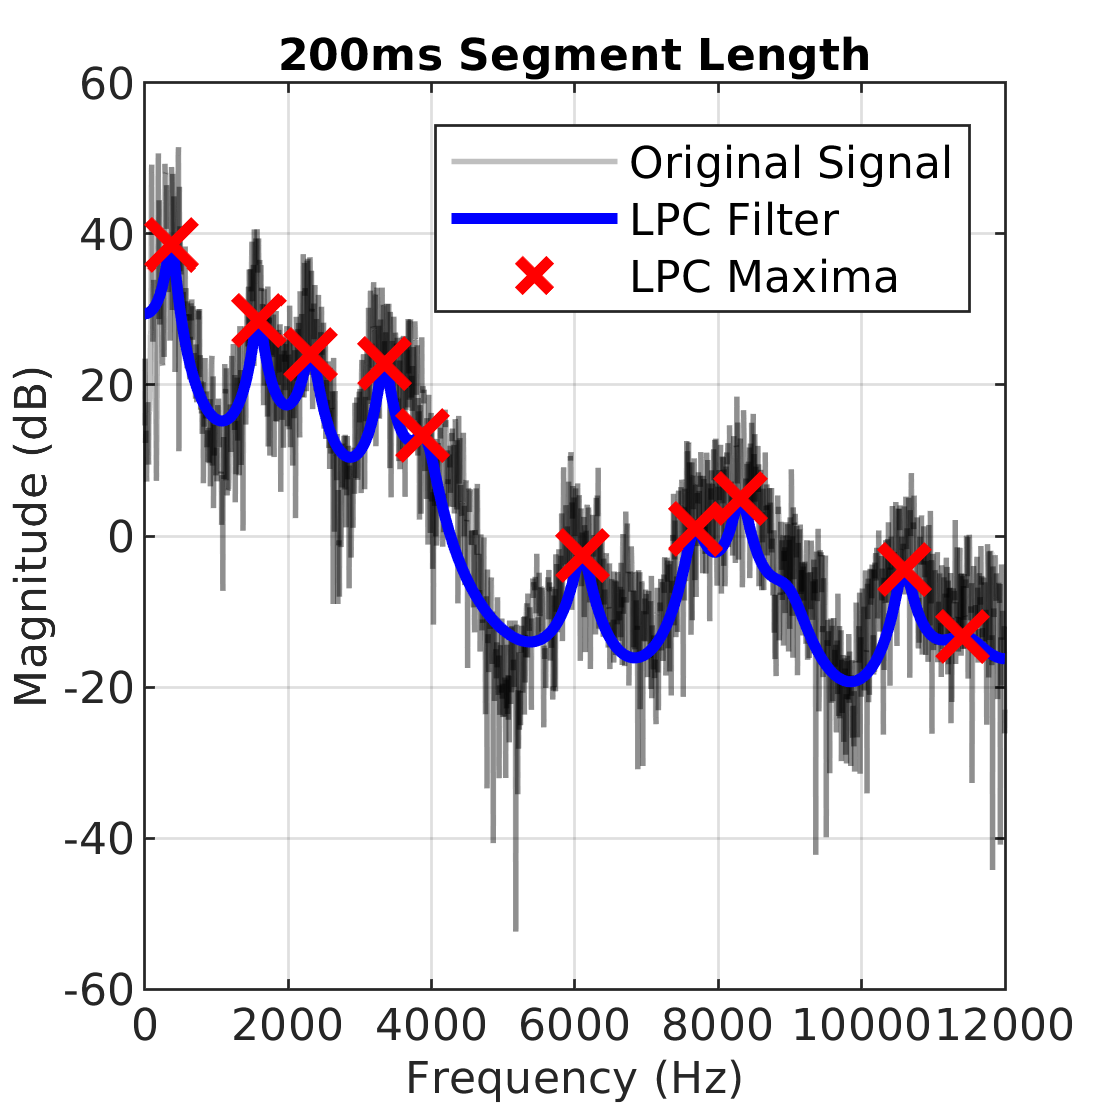 200ms Segment Length
Original Signal
LPC Filter
LPC Maxima
Magnitude (dB)
60
40
20
0
-20
-40
-60
0 2000 4000 6000 8000 10000 12000
Frequency (Hz)